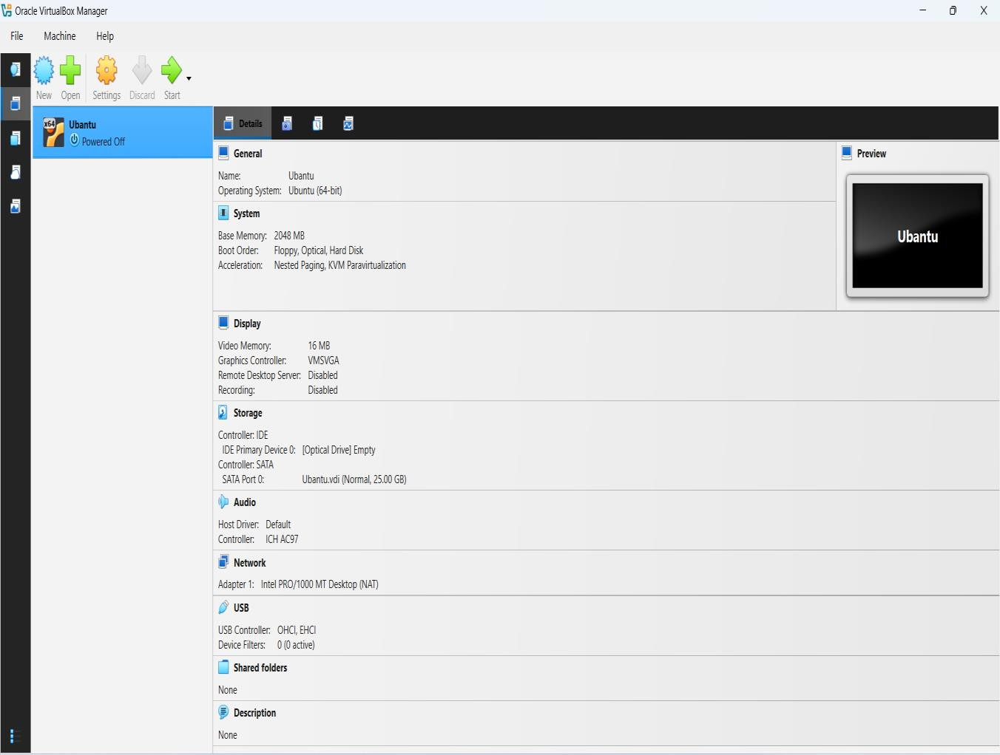 Oracle VirtualBox Manager
File Machine Help
New Open Settings Discard Start
x64 Ubantu
Powered Off
Details
General
Name: Ubantu
Operating System: Ubuntu (64-bit)
Preview
Ubantu
System
Base Memory: 2048 MB
Boot Order: Floppy, Optical, Hard Disk
Acceleration: Nested Paging, KVM Paravirtualization
Display
Video Memory: 16 MB
Graphics Controller: VMSVGA
Remote Desktop Server: Disabled
Recording: Disabled
Storage
Controller: IDE
IDE Primary Device 0: [Optical Drive] Empty
Controller: SATA
SATA Port 0: Ubantu.vdi (Normal, 25.00 GB)
Audio
Host Driver: Default
Controller: ICH AC97
Network
Adapter 1: Intel PRO/1000 MT Desktop (NAT)
USB
USB Controller: OHCI, EHCI
Device Filters: 0 (0 active)
Shared folders
None
Description
None